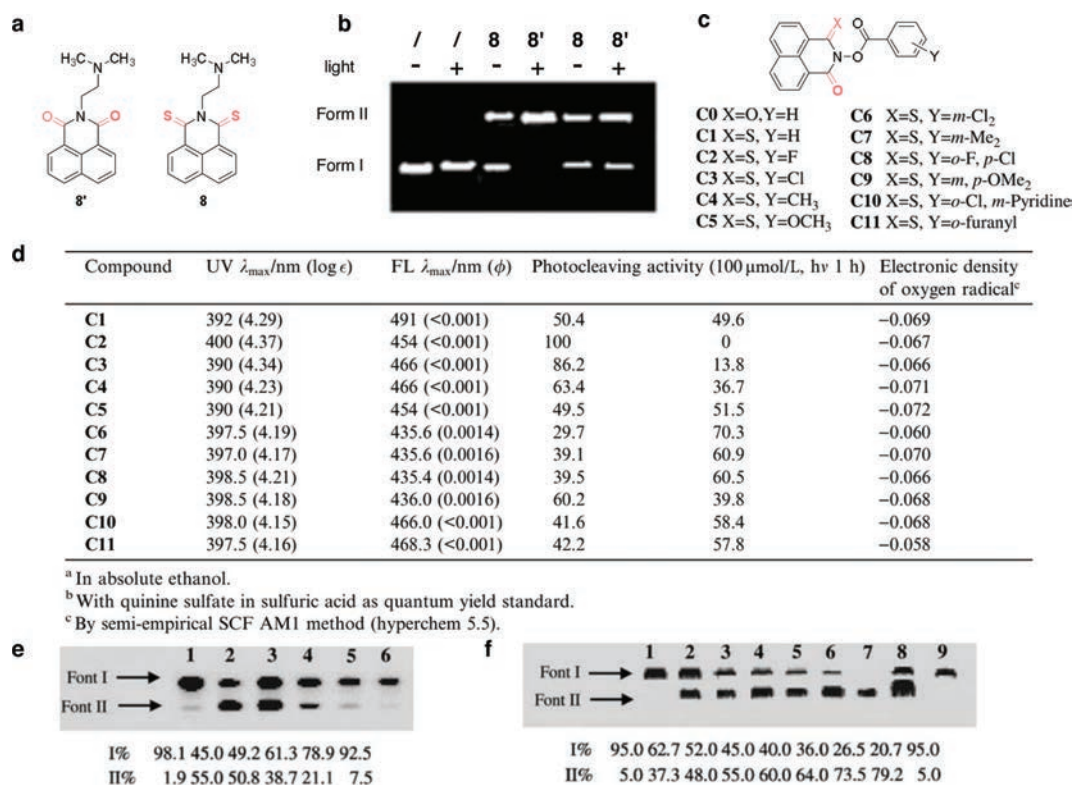 a
b
c
H₃C N CH₃
H₃C N CH₃
O N O
S N S
8'
8
/ / 8 8' 8 8'
light - + - + - +
Form II
Form I
X
O
N O
O
Y
C0 X=O,Y=H
C1 X=S, Y=H
C2 X=S, Y=F
C3 X=S, Y=Cl
C4 X=S, Y=CH₃
C5 X=S, Y=OCH₃
C6 X=S, Y=m-Cl₂
C7 X=S, Y=m-Me₂
C8 X=S, Y=o-F, p-Cl
C9 X=S, Y=m, p-OMe₂
C10 X=S, Y=o-Cl, m-Pyridine
C11 X=S, Y=o-furanyl
d
Compound UV λmax/nm (log ϵ) FL λmax/nm (ϕ) Photocleaving activity (100 μmol/L, hν 1 h) Electronic density
of oxygen radicalᶜ
C1 392 (4.29) 491 (<0.001) 50.4 49.6 −0.069
C2 400 (4.37) 454 (<0.001) 100 0 −0.067
C3 390 (4.34) 466 (<0.001) 86.2 13.8 −0.066
C4 390 (4.23) 466 (<0.001) 63.4 36.7 −0.071
C5 390 (4.21) 454 (<0.001) 49.5 51.5 −0.072
C6 397.5 (4.19) 435.6 (0.0014) 29.7 70.3 −0.060
C7 397.0 (4.17) 435.6 (0.0016) 39.1 60.9 −0.070
C8 398.5 (4.21) 435.4 (0.0014) 39.5 60.5 −0.066
C9 398.5 (4.18) 436.0 (0.0016) 60.2 39.8 −0.068
C10 398.0 (4.15) 466.0 (<0.001) 41.6 58.4 −0.068
C11 397.5 (4.16) 468.3 (<0.001) 42.2 57.8 −0.058
ᵃ In absolute ethanol.
ᵇ With quinine sulfate in sulfuric acid as quantum yield standard.
ᶜ By semi-empirical SCF AM1 method (hyperchem 5.5).
e
1 2 3 4 5 6
Font I
Font II
I% 98.1 45.0 49.2 61.3 78.9 92.5
II% 1.9 55.0 50.8 38.7 21.1 7.5
f
1 2 3 4 5 6 7 8 9
Font I
Font II
I% 95.0 62.7 52.0 45.0 40.0 36.0 26.5 20.7 95.0
II% 5.0 37.3 48.0 55.0 60.0 64.0 73.5 79.2 5.0